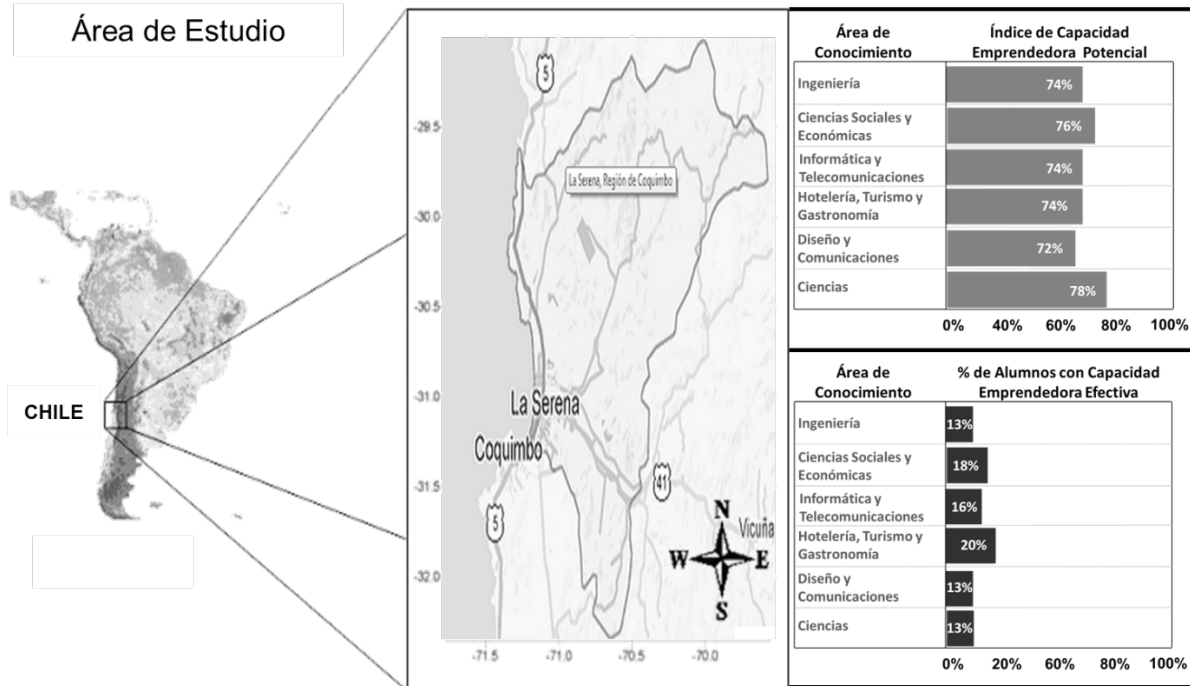 Área de Estudio
CHILE
5
-29.5
La Serena, Región de Coquimbo
-30.0
-30.5
-31.0
La Serena
Coquimbo
41
-31.5
5
Vicuña
N
W
E
S
-32.0
-71.5
-71.0
-70.5
-70.0
Área de
Conocimiento
Índice de Capacidad
Emprendedora Potencial
Ingeniería
74%
Ciencias Sociales y
Económicas
76%
Informática y
Telecomunicaciones
74%
Hotelería, Turismo y
Gastronomía
74%
Diseño y
Comunicaciones
72%
Ciencias
78%
0% 40% 60% 80% 100%
Área de
Conocimiento
% de Alumnos con Capacidad
Emprendedora Efectiva
Ingeniería
13%
Ciencias Sociales y
Económicas
18%
Informática y
Telecomunicaciones
16%
Hotelería, Turismo y
Gastronomía
20%
Diseño y
Comunicaciones
13%
Ciencias
13%
0% 20% 40% 60% 80% 100%